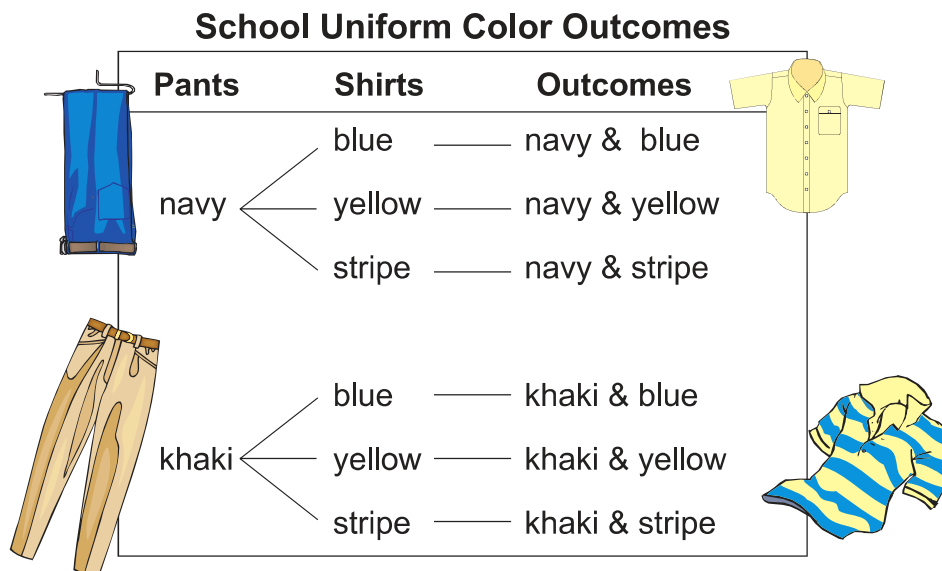 School Uniform Color Outcomes
Pants Shirts Outcomes
blue navy & blue
navy yellow navy & yellow
stripe navy & stripe
blue khaki & blue
khaki yellow khaki & yellow
stripe khaki & stripe